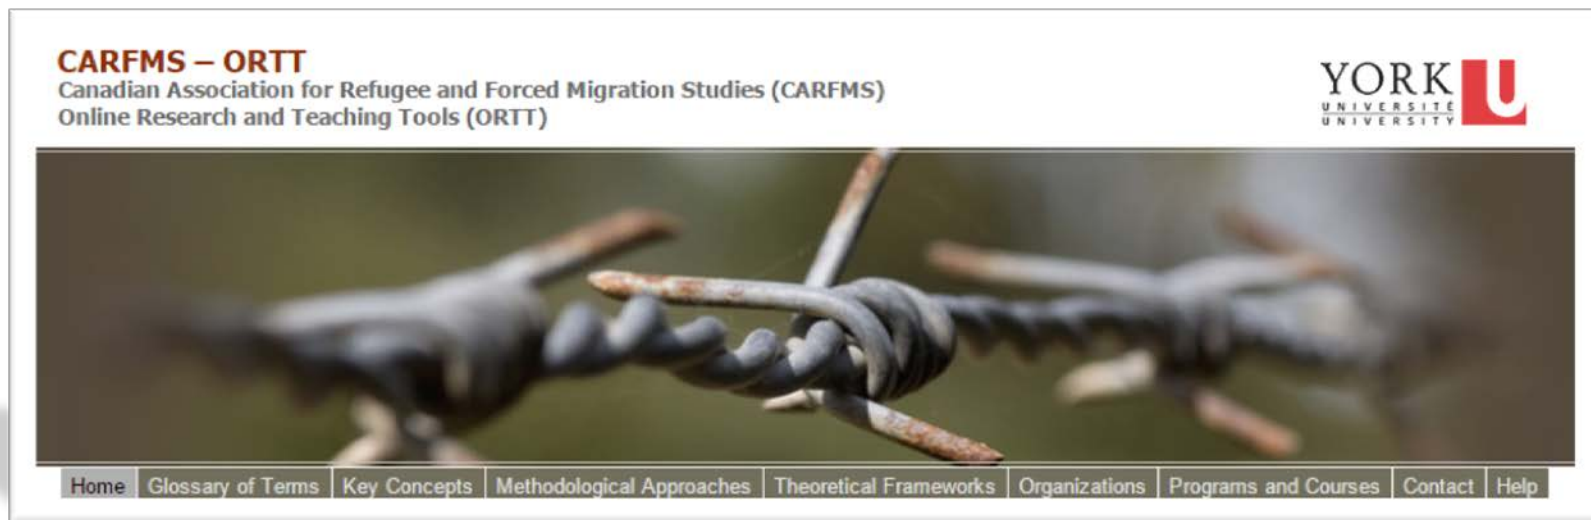 CARFMS – ORTT
Canadian Association for Refugee and Forced Migration Studies (CARFMS)
Online Research and Teaching Tools (ORTT)
YORK U
UNIVERSITÉ
UNIVERSITY
Home Glossary of Terms Key Concepts Methodological Approaches Theoretical Frameworks Organizations Programs and Courses Contact Help